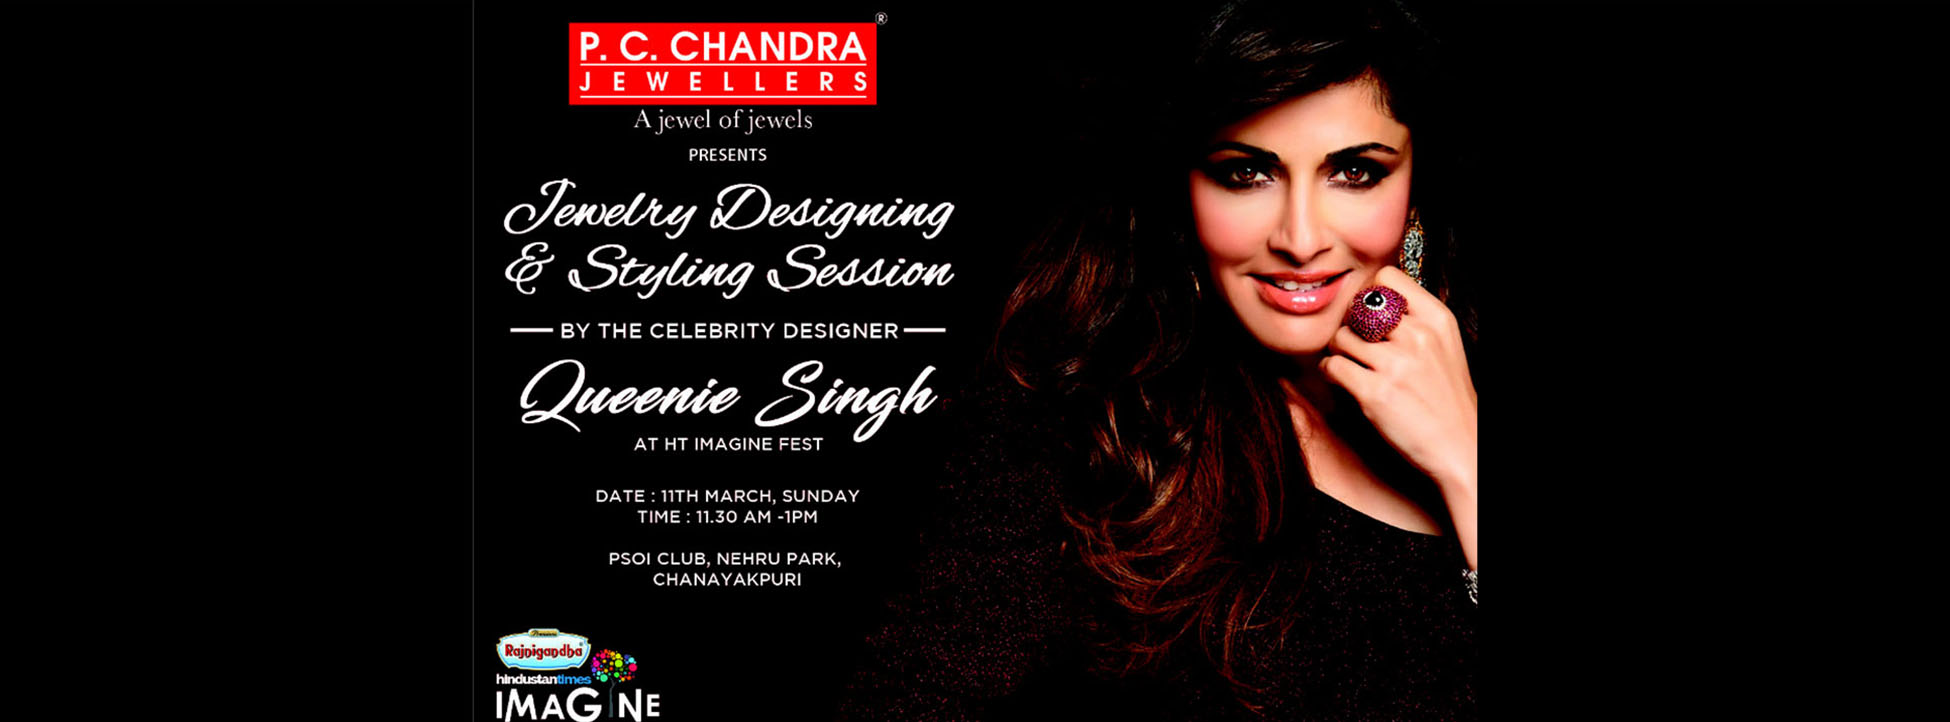 P. C. CHANDRA
®
JEWELLERS
A jewel of jewels
PRESENTS
Jewelry Designing
& Styling Session
BY THE CELEBRITY DESIGNER
Queenie Singh
AT HT IMAGINE FEST
DATE : 11TH MARCH, SUNDAY
TIME : 11.30 AM -1PM
PSOI CLUB, NEHRU PARK,
CHANAYAKPURI
Premium
Rajnigandha
hindustantimes
IMAGINE